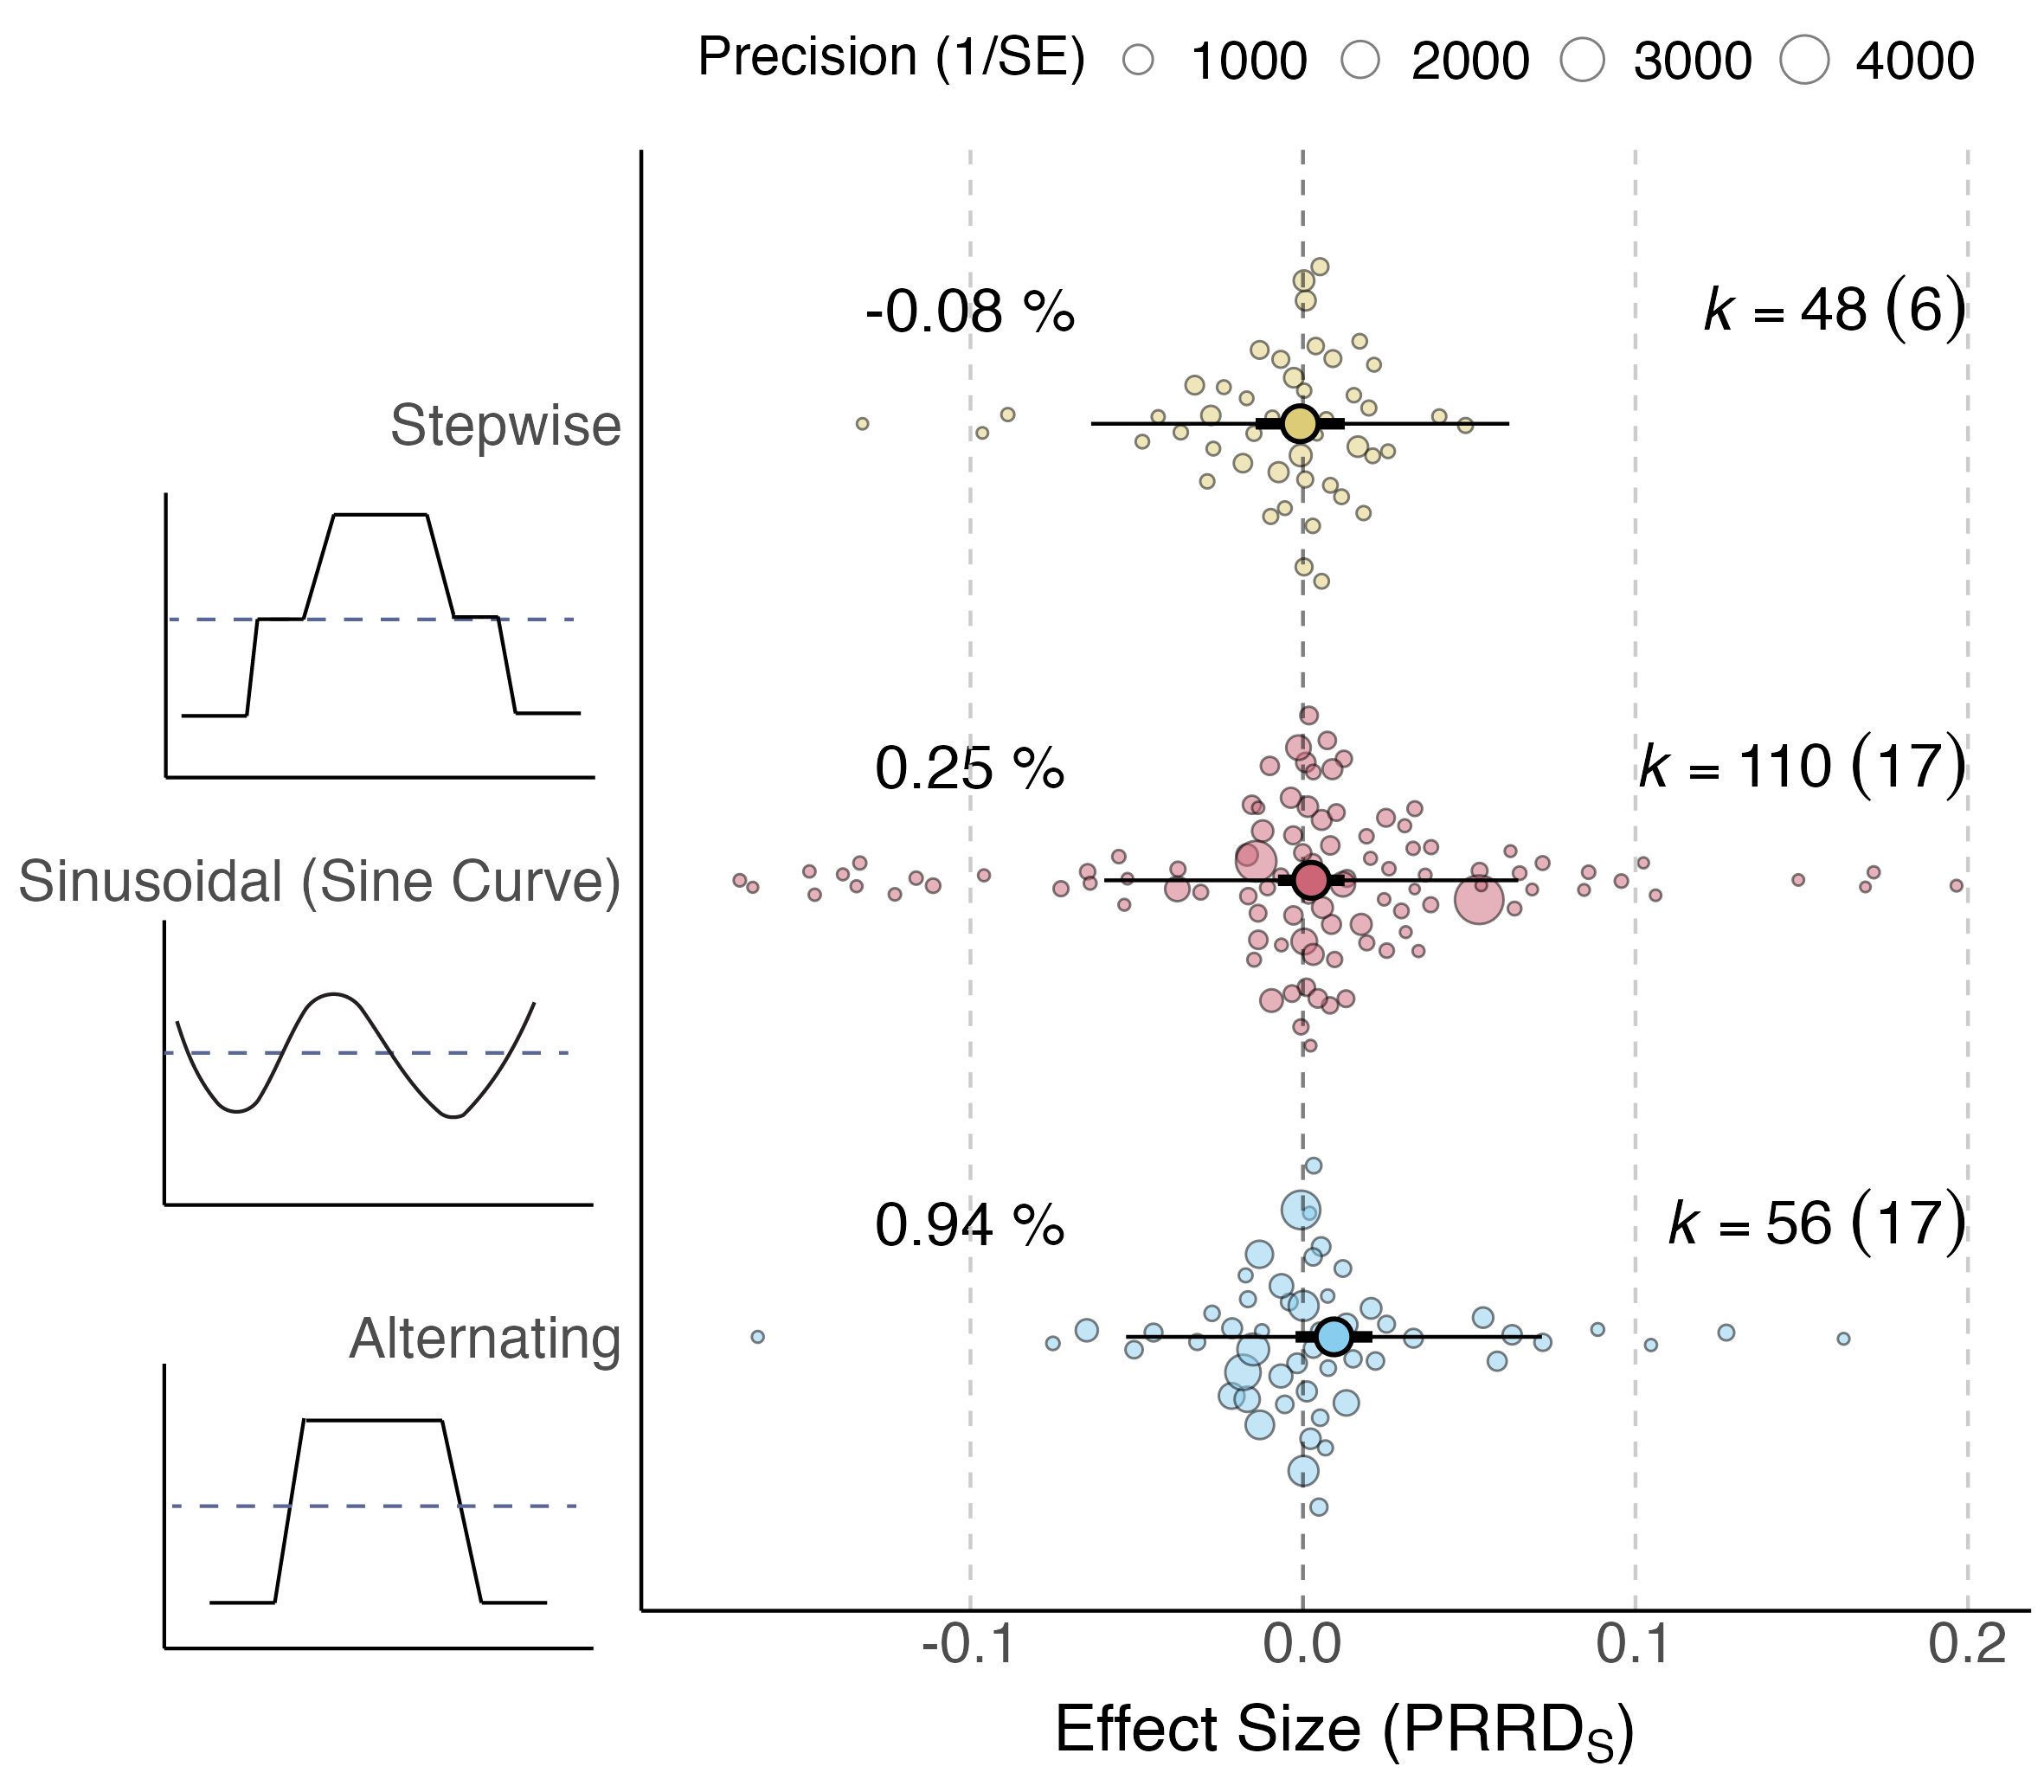 Precision (1/SE) 1000 2000 3000 4000
-0.08 % k = 48 (6)
Stepwise
0.25 % k = 110 (17)
Sinusoidal (Sine Curve)
0.94 % k = 56 (17)
Alternating
-0.1 0.0 0.1 0.2
Effect Size (PRRDS)